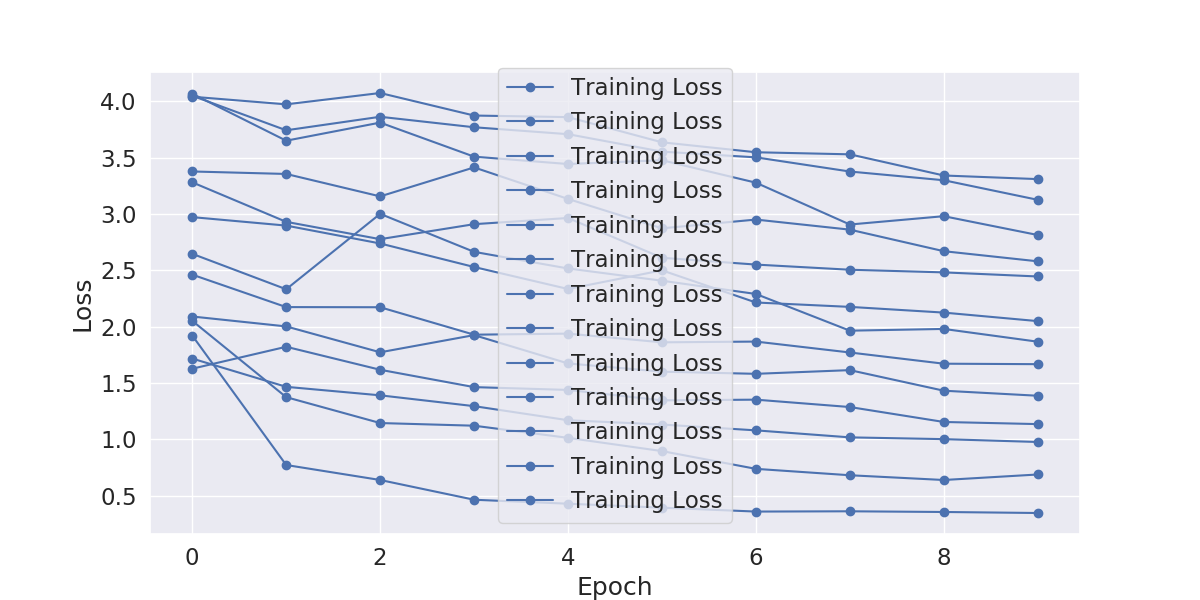 4.0
3.5
3.0
2.5
2.0
1.5
1.0
0.5
Loss
Training Loss
Training Loss
Training Loss
Training Loss
Training Loss
Training Loss
Training Loss
Training Loss
Training Loss
Training Loss
Training Loss
Training Loss
Training Loss
0 2 4 6 8
Epoch